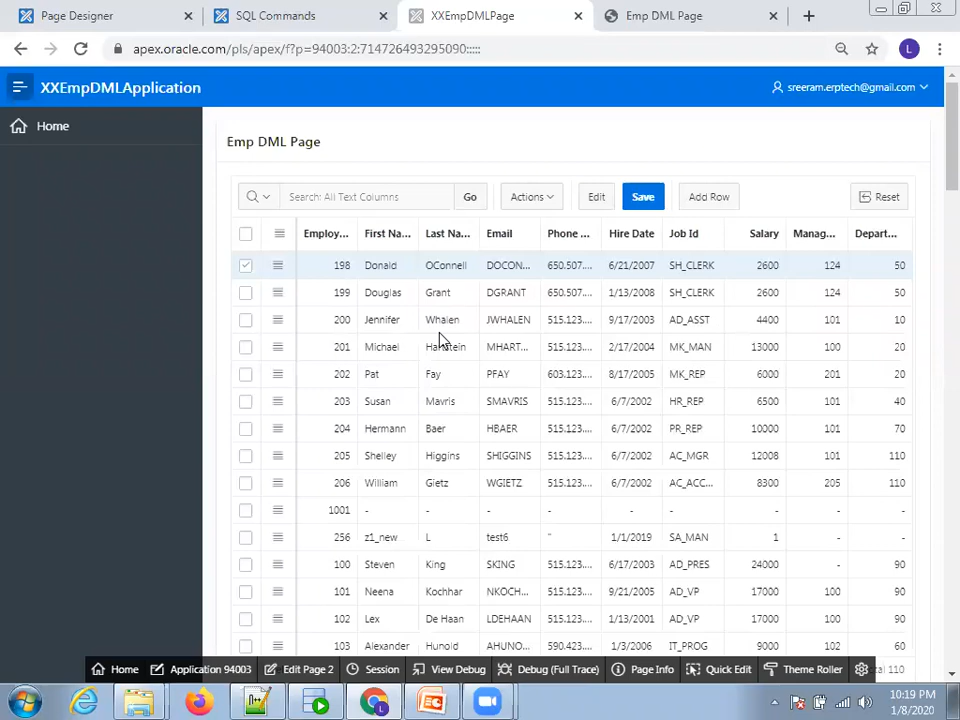 Page Designer
SQL Commands
XXEmpDMLPage
Emp DML Page
apex.oracle.com/pls/apex/f?p=94003:2:714726493295090:::::
L
XXEmpDMLApplication
sreeram.erptech@gmail.com
Home
Emp DML Page
Search: All Text Columns Go Actions Edit Save Add Row Reset
Employ... First Na... Last Na... Email Phone ... Hire Date Job Id Salary Manag... Depart...
198 Donald OConnell DOCON... 650.507.... 6/21/2007 SH_CLERK 2600 124 50
199 Douglas Grant DGRANT 650.507.... 1/13/2008 SH_CLERK 2600 124 50
200 Jennifer Whalen JWHALEN 515.123.... 9/17/2003 AD_ASST 4400 101 10
201 Michael Hartstein MHART... 515.123.... 2/17/2004 MK_MAN 13000 100 20
202 Pat Fay PFAY 603.123.... 8/17/2005 MK_REP 6000 201 20
203 Susan Mavris SMAVRIS 515.123.... 6/7/2002 HR_REP 6500 101 40
204 Hermann Baer HBAER 515.123.... 6/7/2002 PR_REP 10000 101 70
205 Shelley Higgins SHIGGINS 515.123.... 6/7/2002 AC_MGR 12008 101 110
206 William Gietz WGIETZ 515.123.... 6/7/2002 AC_ACC... 8300 205 110
1001 - - - - - - - - -
256 z1_new L test6 " 1/1/2019 SA_MAN 1 - -
100 Steven King SKING 515.123.... 6/17/2003 AD_PRES 24000 - 90
101 Neena Kochhar NKOCH... 515.123.... 9/21/2005 AD_VP 17000 100 90
102 Lex De Haan LDEHAAN 515.123.... 1/13/2001 AD_VP 17000 100 90
103 Alexander Hunold AHUNO... 590.423.... 1/3/2006 IT_PROG 9000 102 60
Home Application 94003 Edit Page 2 Session View Debug Debug (Full Trace) Page Info Quick Edit Theme Roller
110
10:19 PM
1/8/2020